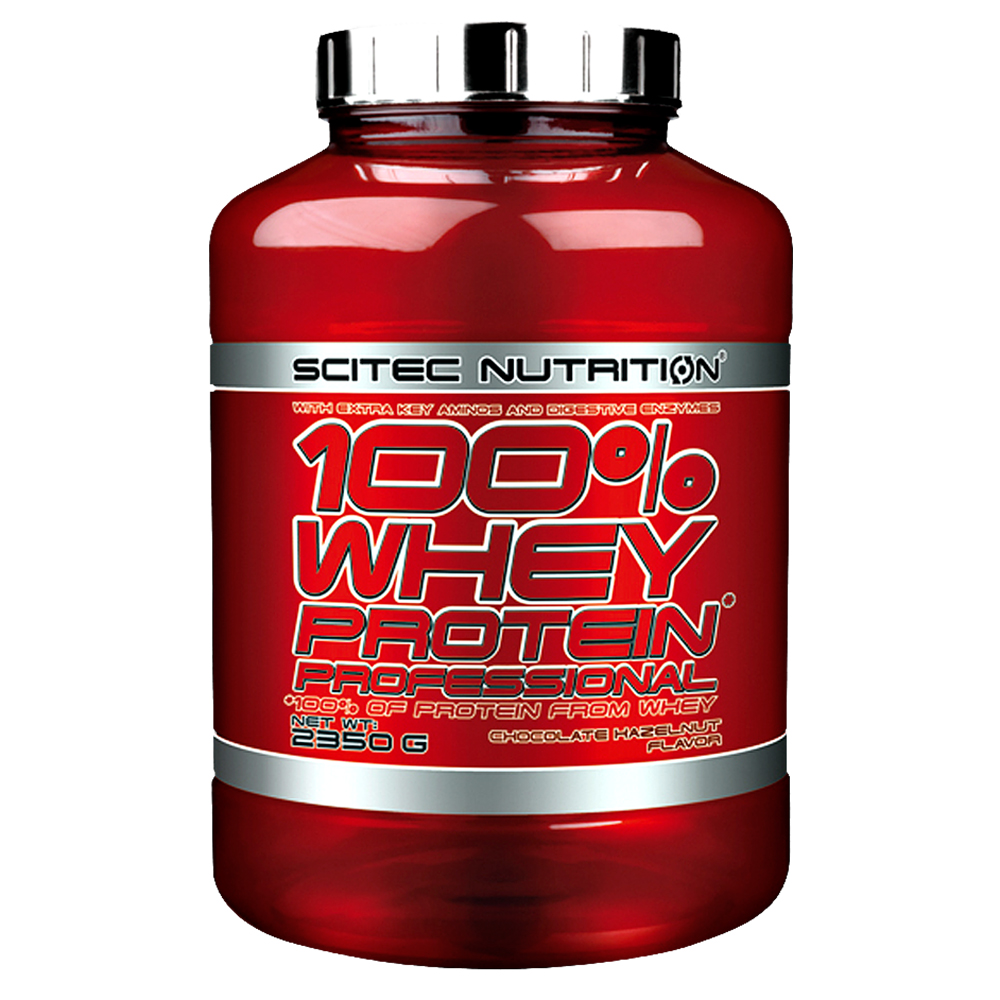 SCITEC NUTRITION®
WITH EXTRA KEY AMINOS AND DIGESTIVE ENZYMES
100%
WHEY
PROTEIN*
PROFESSIONAL
*100% OF PROTEIN FROM WHEY
NET WT:
2350 G
CHOCOLATE HAZELNUT
FLAVOR